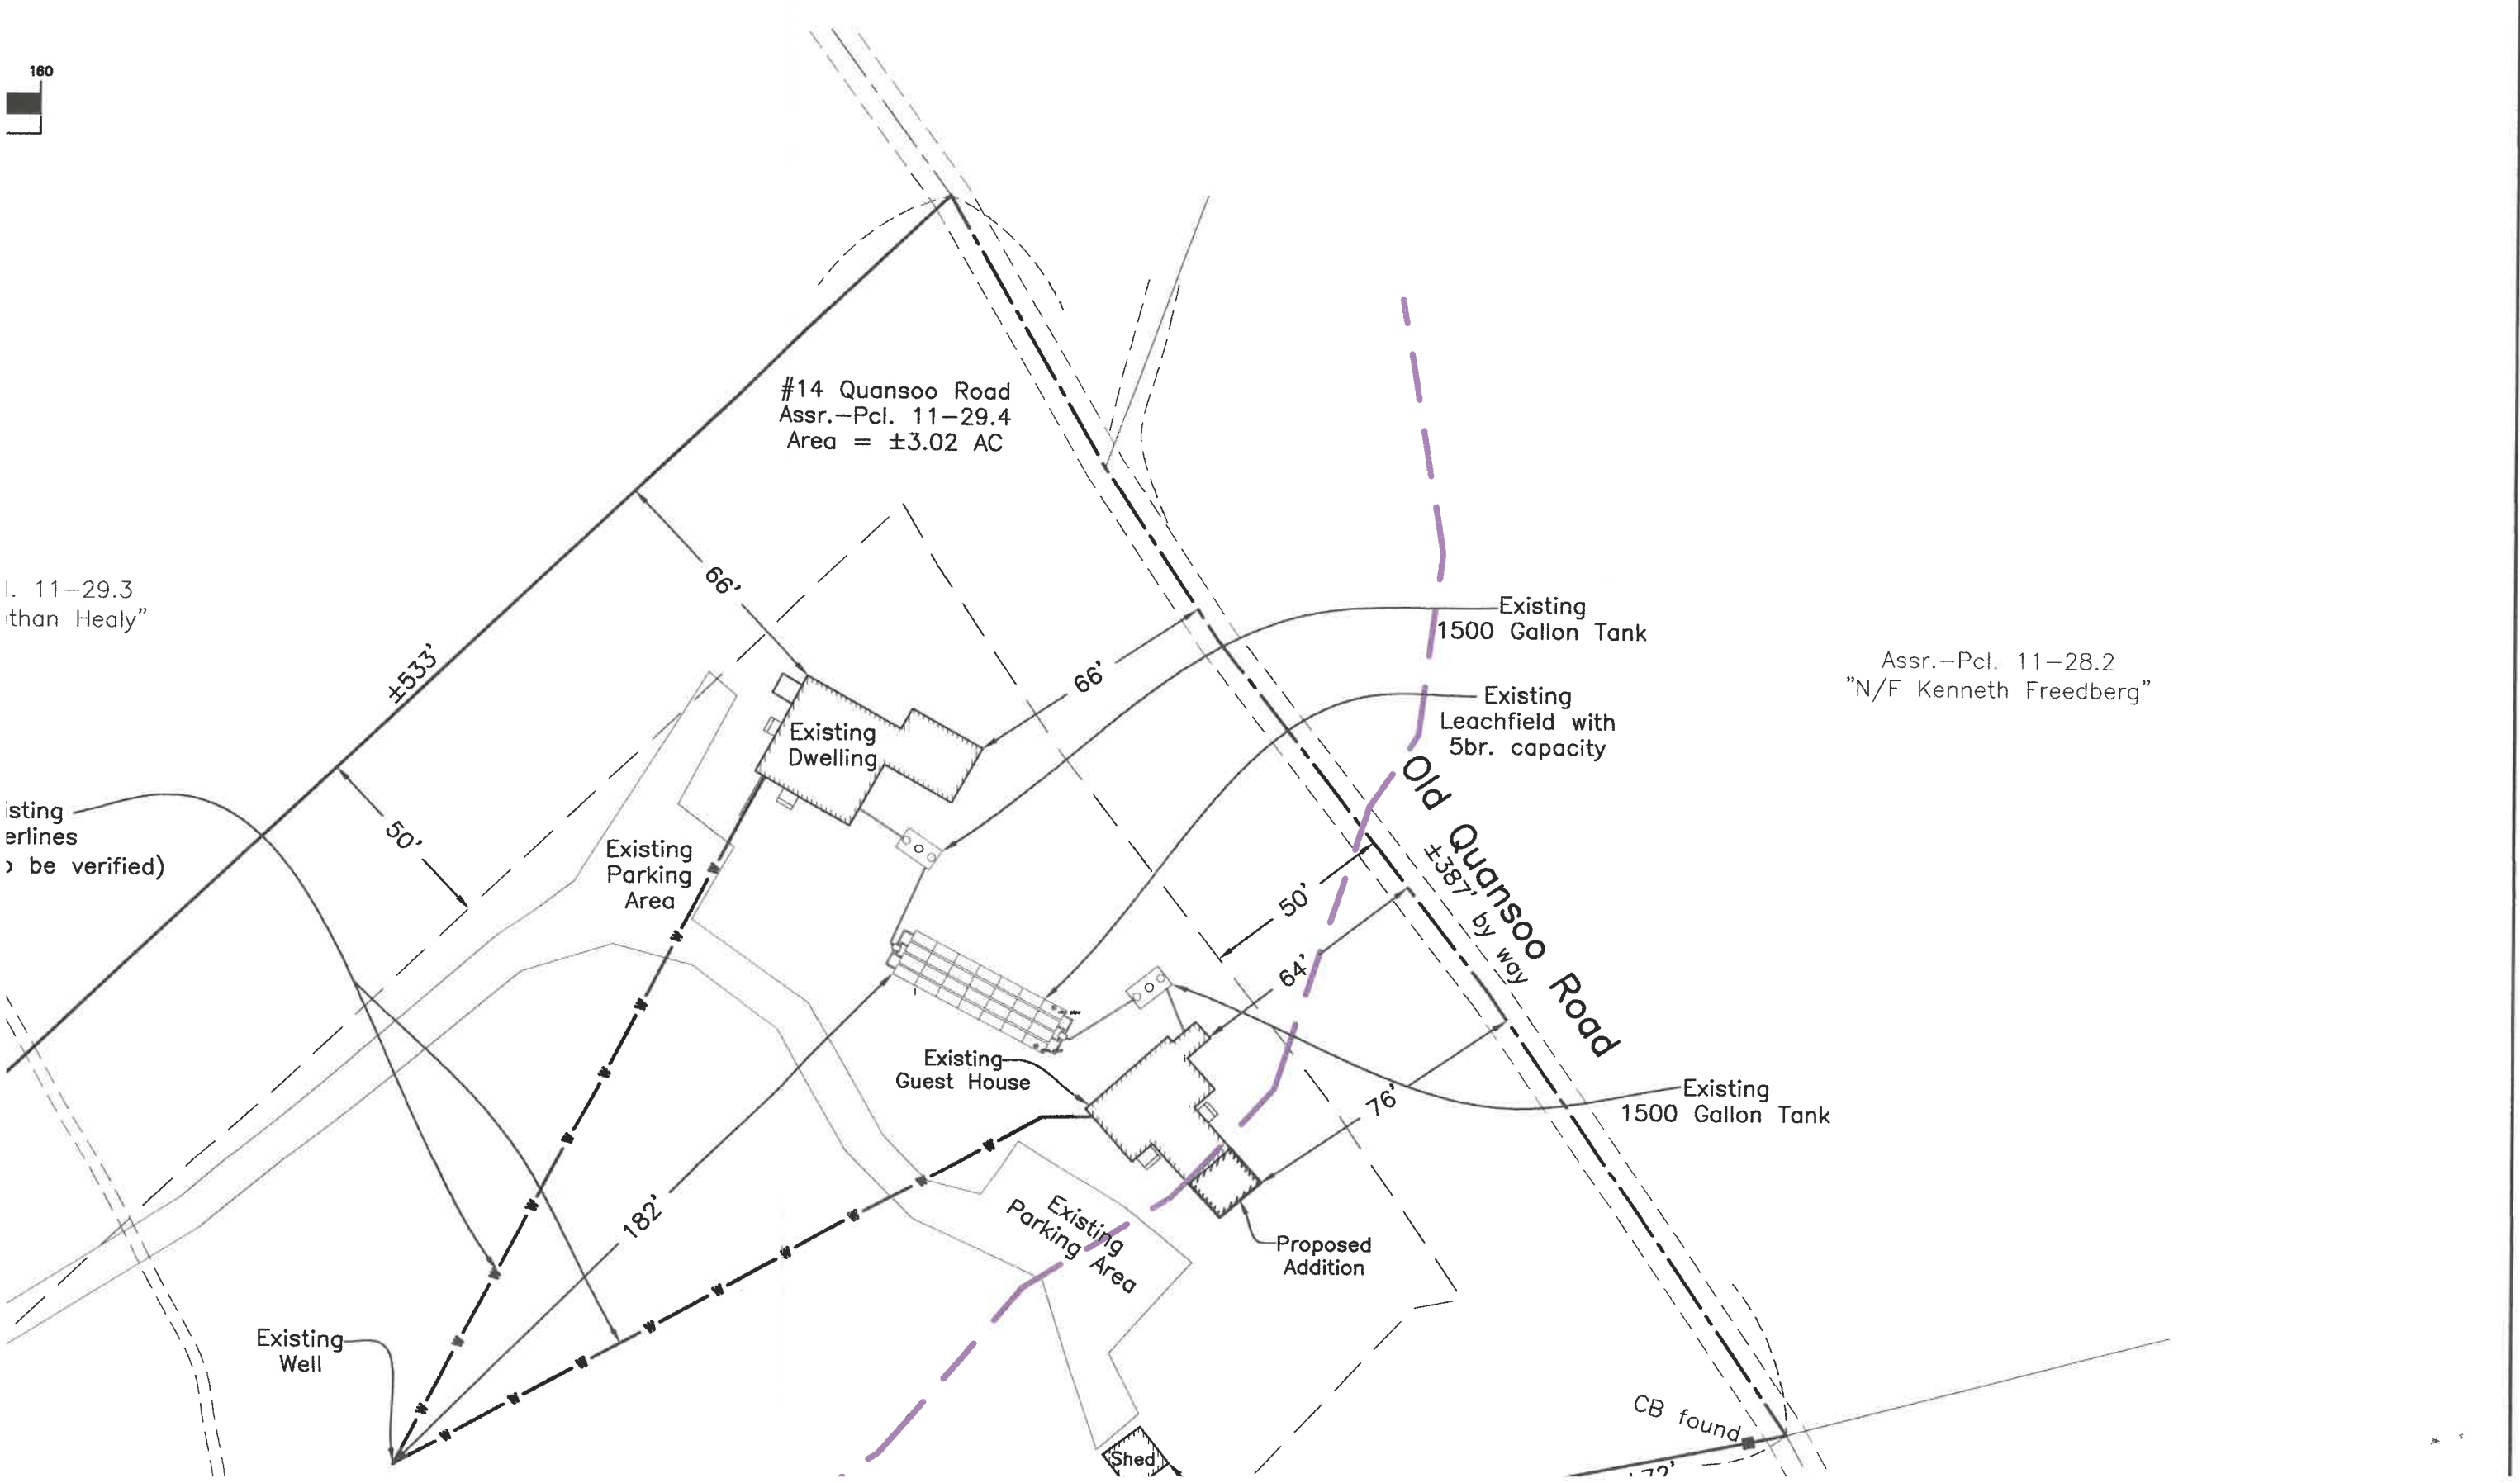 160
#14 Quansoo Road
Assr.-Pcl. 11-29.4
Area = ±3.02 AC
11-29.3
Healy"
±533'
66'
66'
50'
Existing
1500 Gallon Tank
Existing
Leachfield with
5br. capacity
Assr.-Pcl. 11-28.2
"N/F Kenneth Freedberg"
Existing
Dwelling
be verified)
Existing
Parking
Area
Old Quansoo Road
±387' by way
50'
64'
76'
Existing
Guest House
Existing
1500 Gallon Tank
182'
Existing
Parking Area
Proposed
Addition
Existing
Well
W W W W W W W W W W
W W W W W W W W W
CB found
Shed